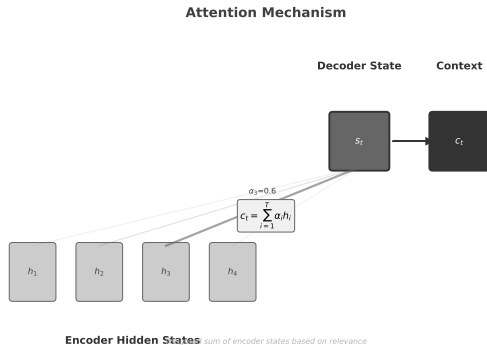 Attention Mechanism
Decoder State
Context
s_t
c_t
α₃=0.6
c_t = ∑_{i=1}^{T} α_i h_i
h₁
h₂
h₃
h₄
Encoder Hidden States
sum of encoder states based on relevance